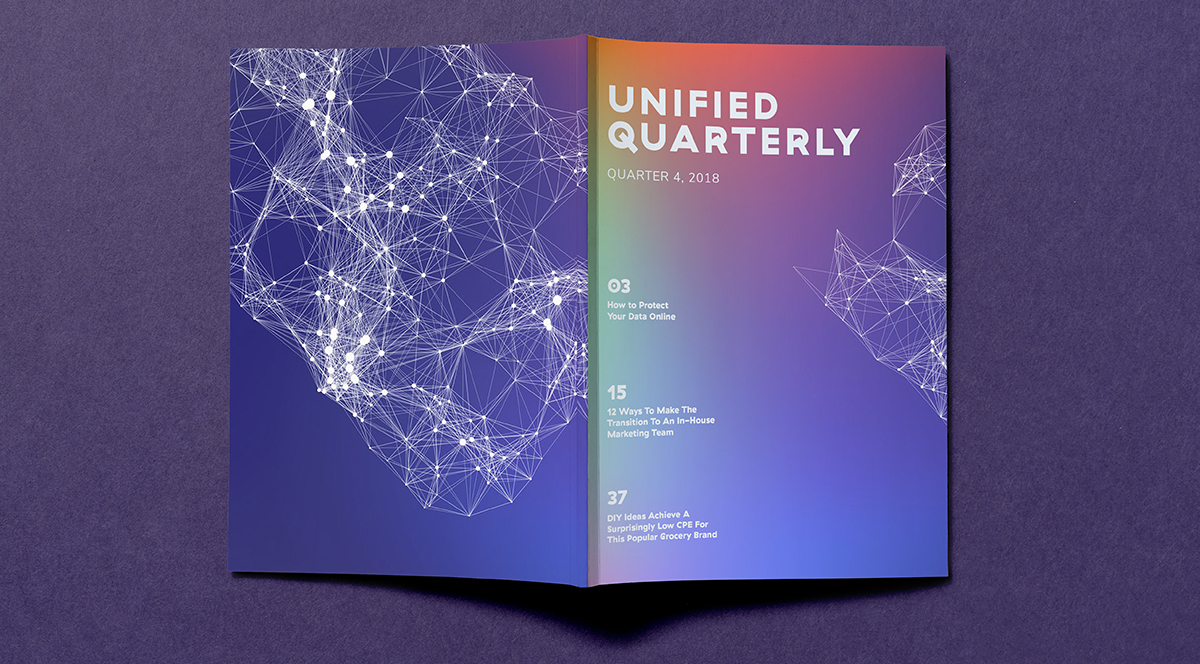 UNIFIED
QUARTERLY
QUARTER 4, 2018
03
How to Protect
Your Data Online
15
12 Ways To Make The
Transition To An In-House
Marketing Team
37
DIY Ideas Achieve A
Surprisingly Low CPE For
This Popular Grocery Brand